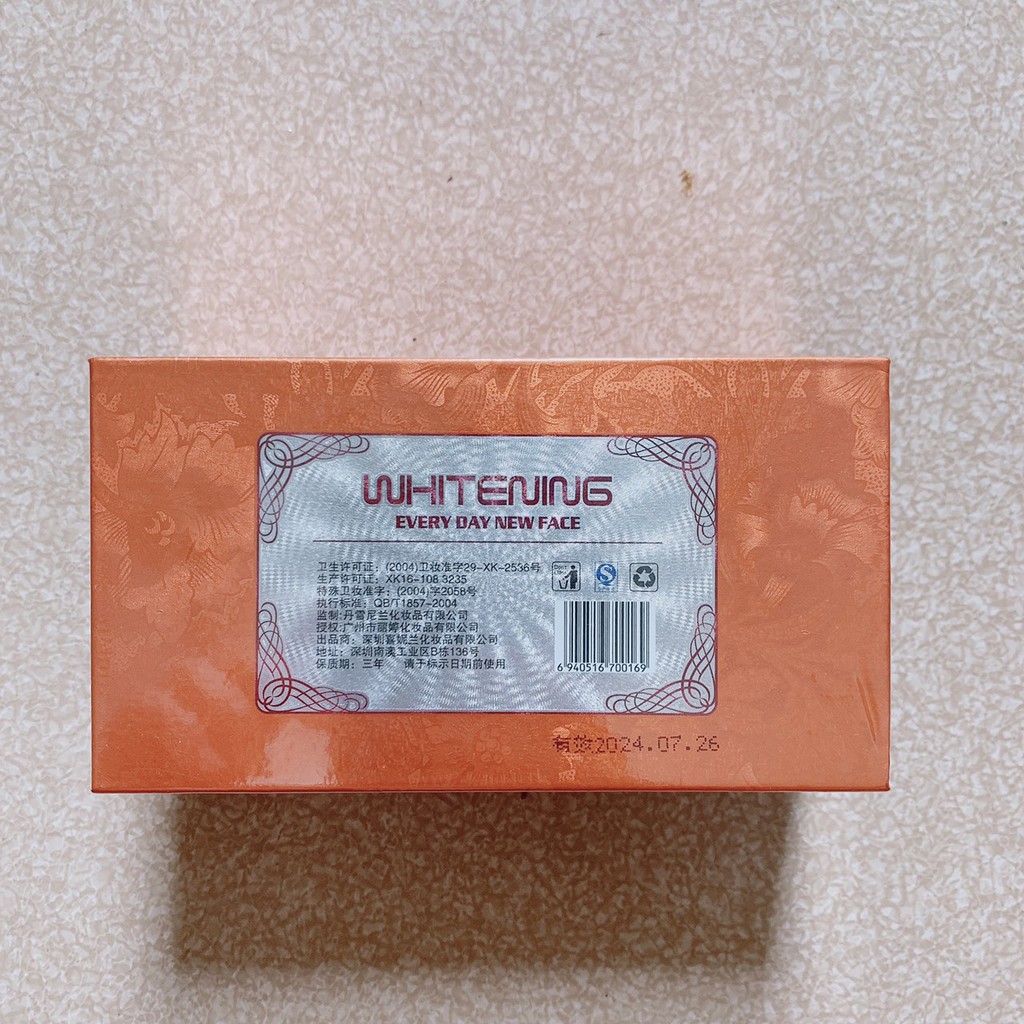 WHITENING
EVERY DAY NEW FACE
卫生许可证：(2004)卫妆准字29-XK-2536号
生产许可证：XK16-108 3235
特殊卫妆准字：(2004)字2058号
执行标准：QB/T1857-2004
监制:丹雪尼兰化妆品有限公司
授权:广州市丽婷化妆品有限公司
出品商：深圳喜妮兰化妆品有限公司
地址：深圳南澳工业区B栋136号
保质期：三年 请于标示日期前使用
6 940516 700169
有效2024.07.26